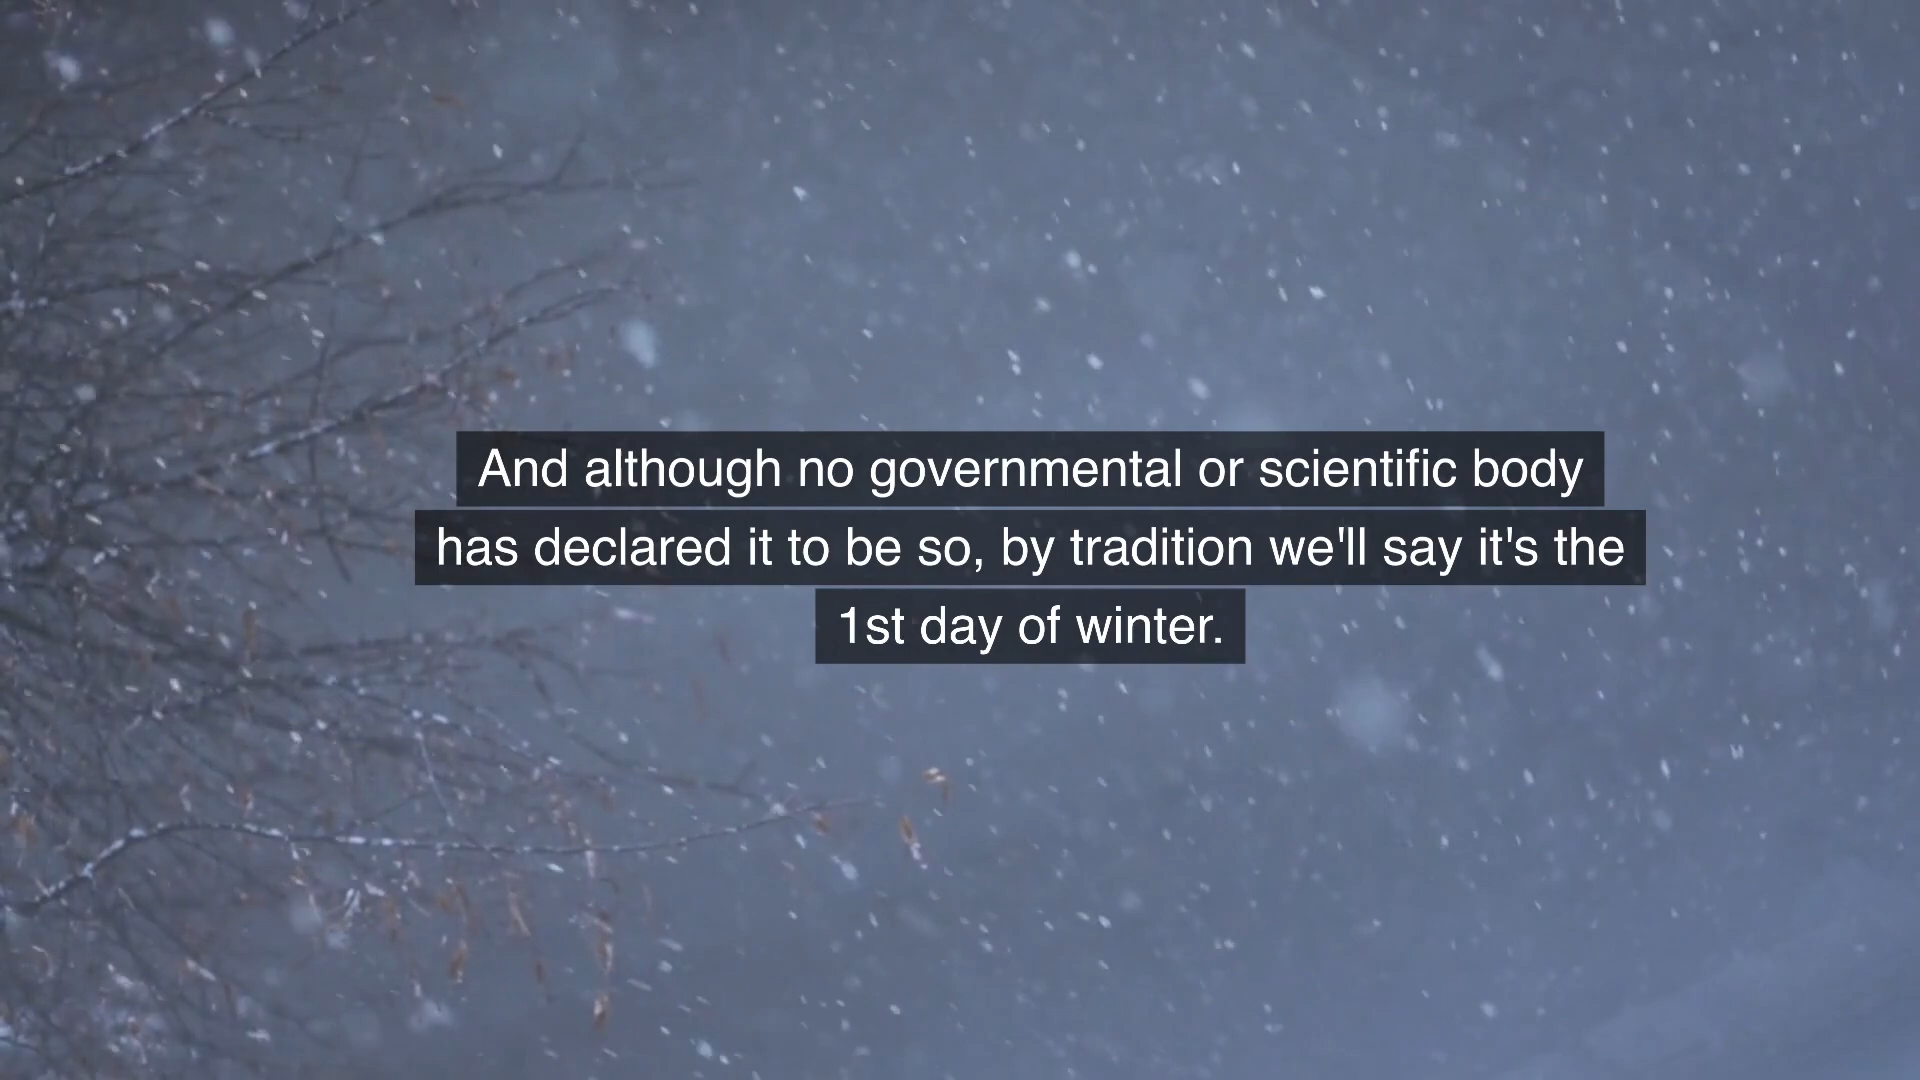 And although no governmental or scientific body
has declared it to be so, by tradition we'll say it's the
1st day of winter.